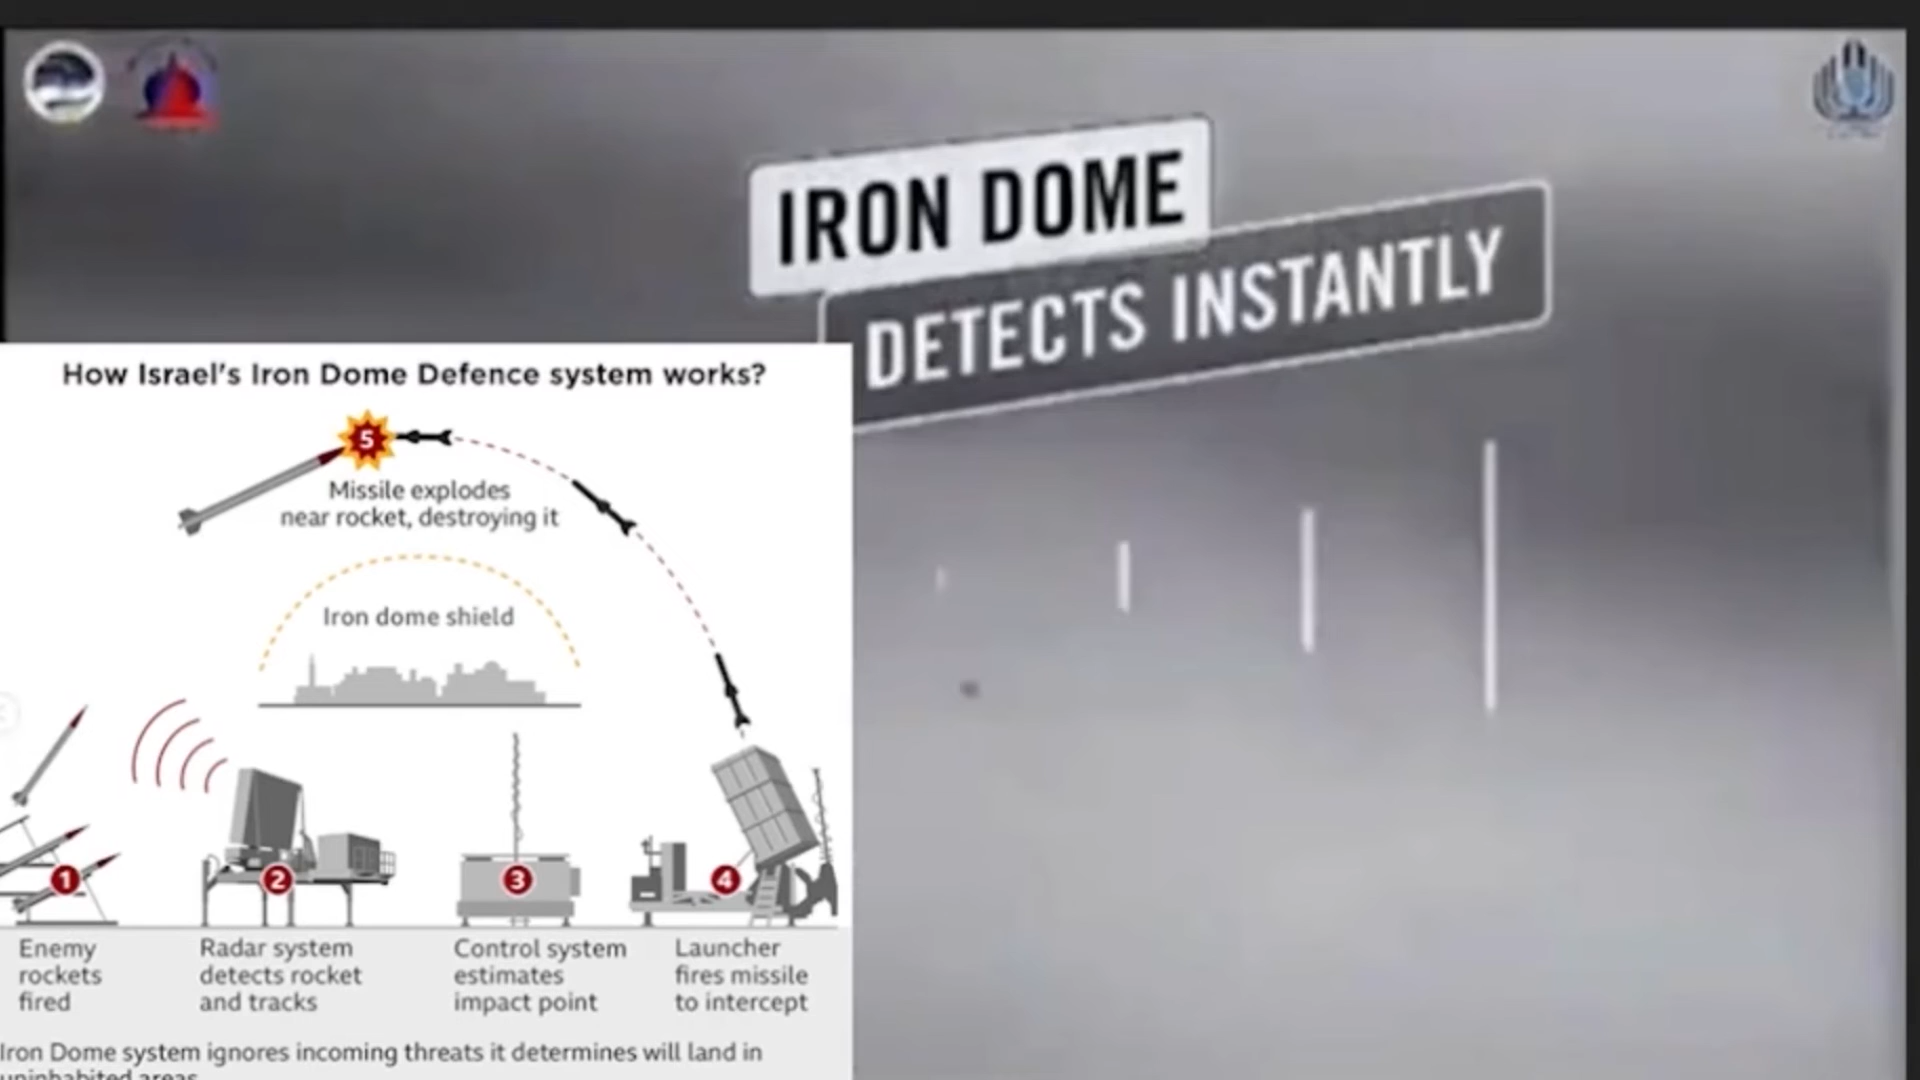 IRON DOME
DETECTS INSTANTLY
How Israel's Iron Dome Defence system works?
5
Missile explodes
near rocket, destroying it
Iron dome shield
1
2
3
4
Enemy
rockets
fired
Radar system
detects rocket
and tracks
Control system
estimates
impact point
Launcher
fires missile
to intercept
Iron Dome system ignores incoming threats it determines will land in
uninhabited areas